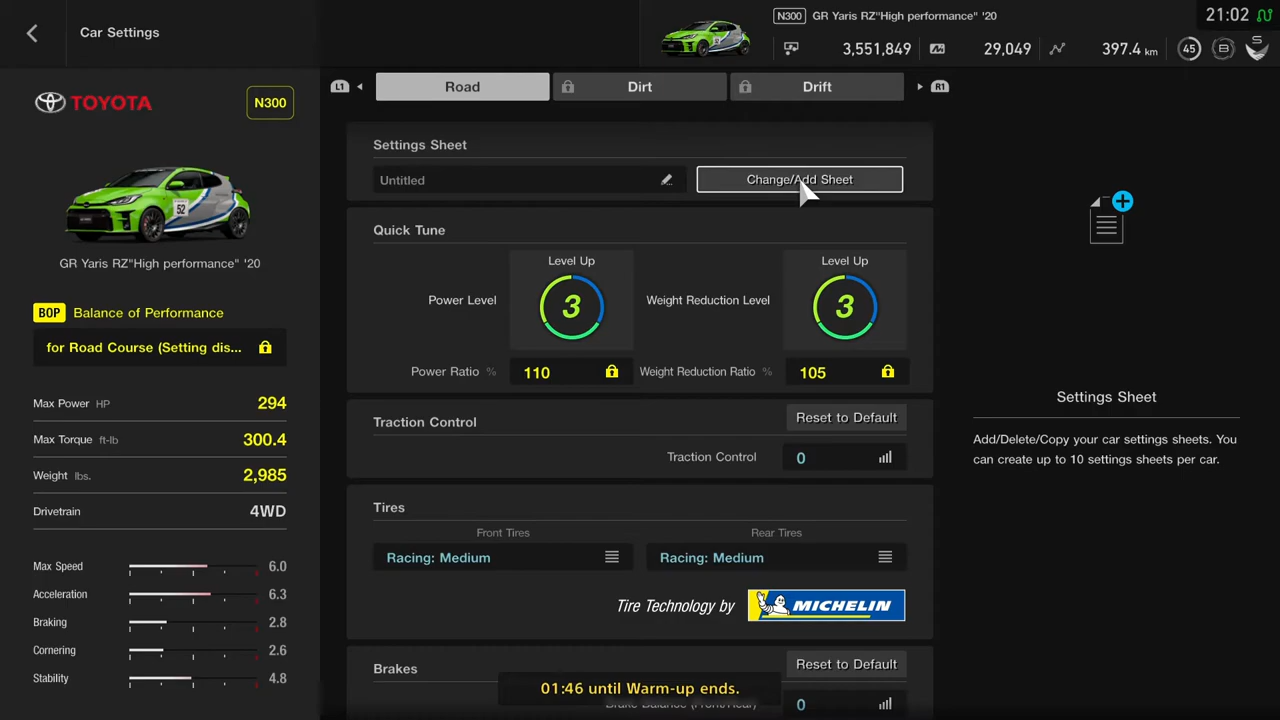 Car Settings
N300 GR Yaris RZ"High performance" '20
21:02
3,551,849 29,049 397.4 km 45 B S
TOYOTA N300
L1 Road Dirt Drift R1
Settings Sheet
Untitled Change/Add Sheet
52
GR Yaris RZ"High performance" '20
BOP Balance of Performance
for Road Course (Setting dis...
Max Power HP 294
Max Torque ft-lb 300.4
Weight lbs. 2,985
Drivetrain 4WD
Max Speed 6.0
Acceleration 6.3
Braking 2.8
Cornering 2.6
Stability 4.8
Quick Tune
Level Up Level Up
Power Level 3 Weight Reduction Level 3
Power Ratio % 110 Weight Reduction Ratio % 105
Traction Control Reset to Default
Traction Control 0
Tires
Front Tires Rear Tires
Racing: Medium Racing: Medium
Tire Technology by MICHELIN
Brakes Reset to Default
Brake Balance (Front/Rear) 0
01:46 until Warm-up ends.
Settings Sheet
Add/Delete/Copy your car settings sheets. You
can create up to 10 settings sheets per car.